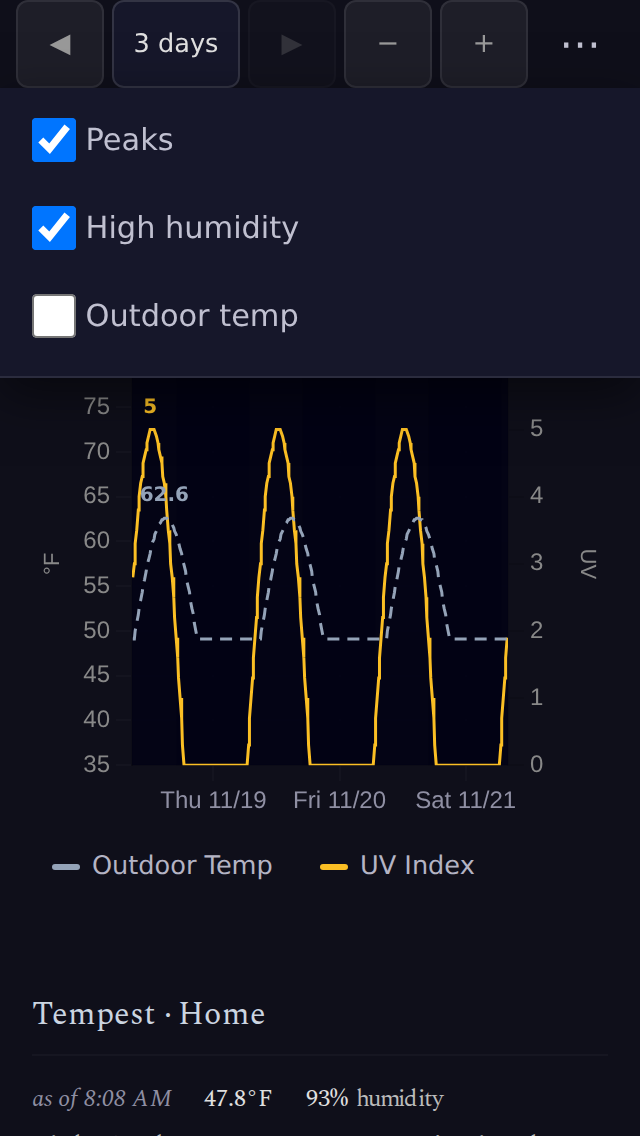 ◀ 3 days ▶ − + ⋯
Peaks
High humidity
Outdoor temp
75
70
65
60
55
50
45
40
35
°F
5
62.6
5
4
3
2
1
0
UV
Thu 11/19 Fri 11/20 Sat 11/21
Outdoor Temp UV Index
Tempest · Home
as of 8:08 AM 47.8°F 93% humidity